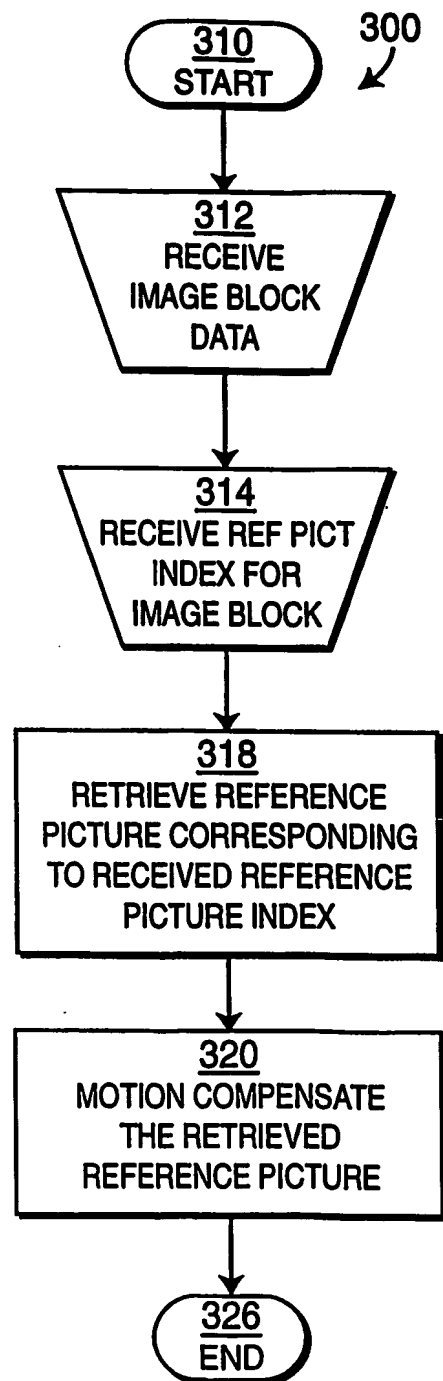 310
START
300
312
RECEIVE
IMAGE BLOCK
DATA
314
RECEIVE REF PICT
INDEX FOR
IMAGE BLOCK
318
RETRIEVE REFERENCE
PICTURE CORRESPONDING
TO RECEIVED REFERENCE
PICTURE INDEX
320
MOTION COMPENSATE
THE RETRIEVED
REFERENCE PICTURE
326
END